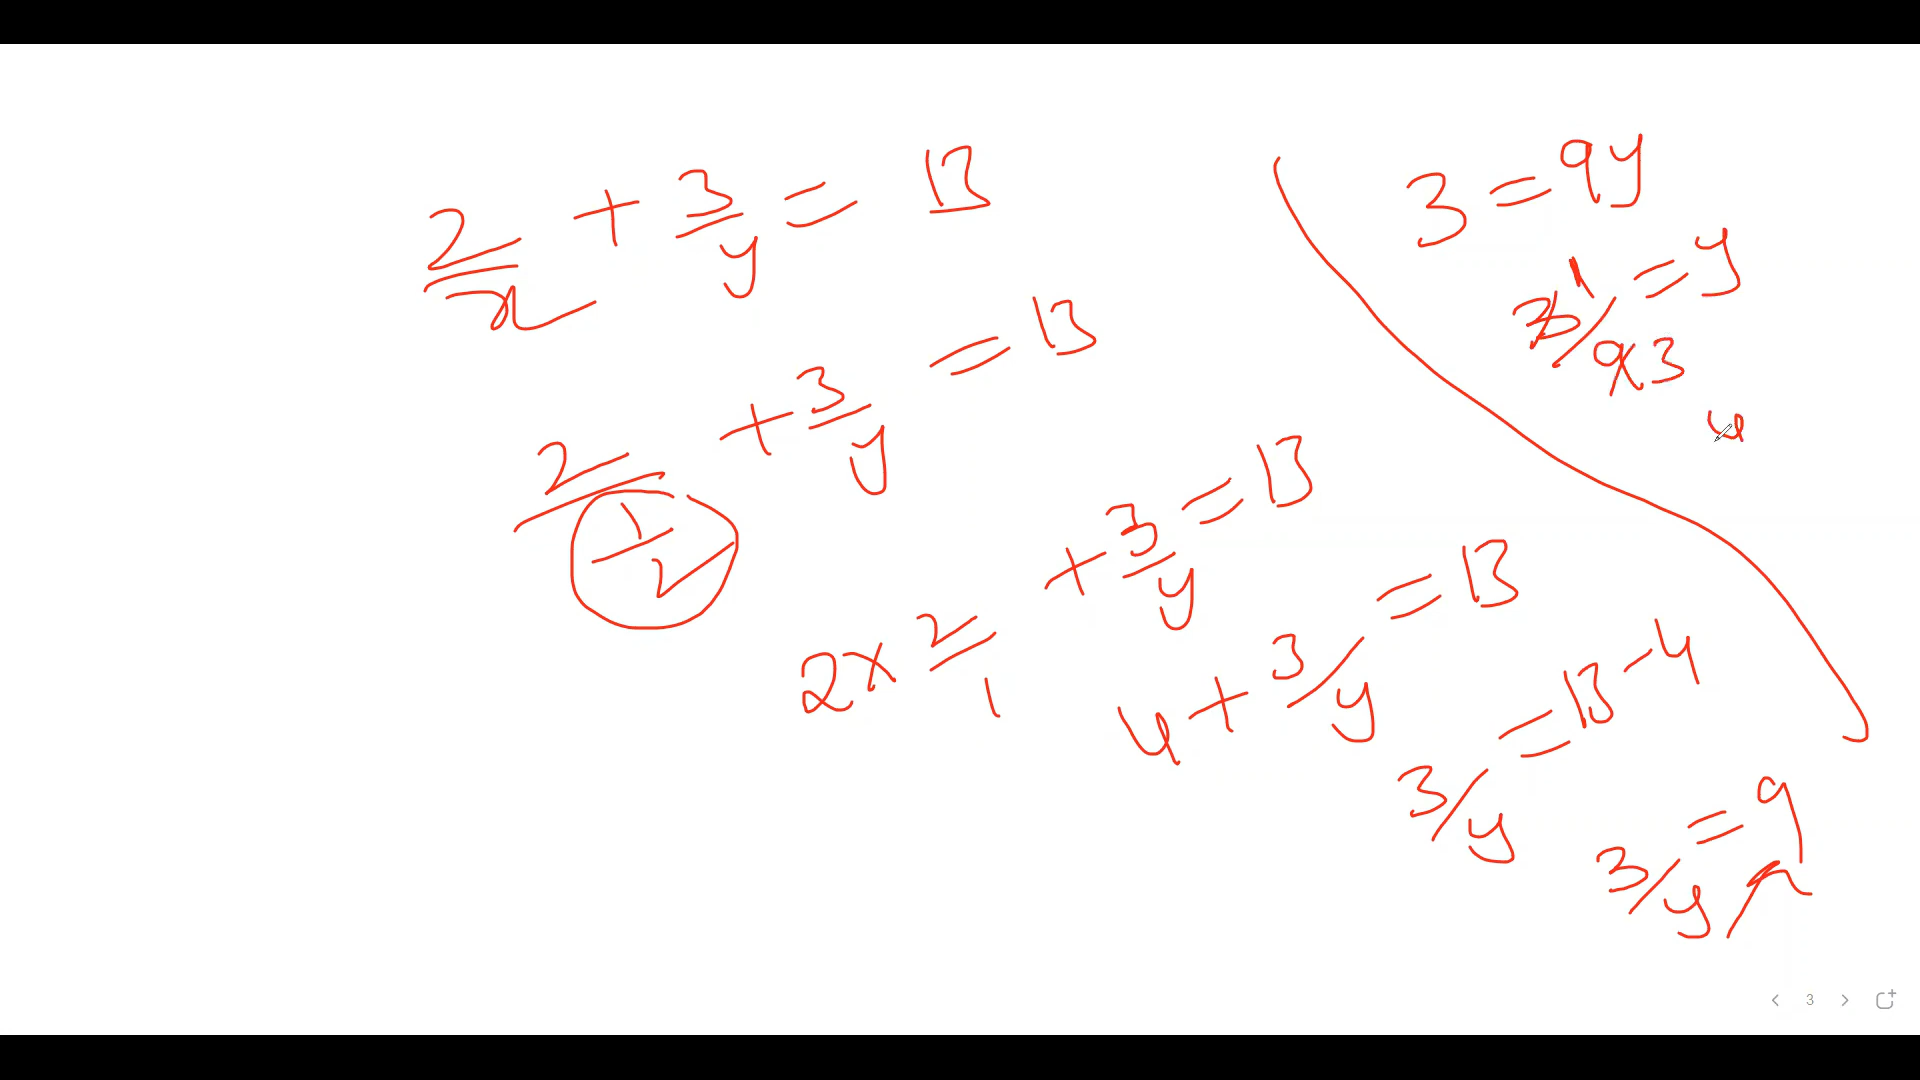 2/x + 3/y = 13
2/(1/2) + 3/y = 13
2 x 2/1 + 3/y = 13
4 + 3/y = 13
3/y = 13 - 4
3/y = 9
3 = 9y
3/9 = y
1
3
3